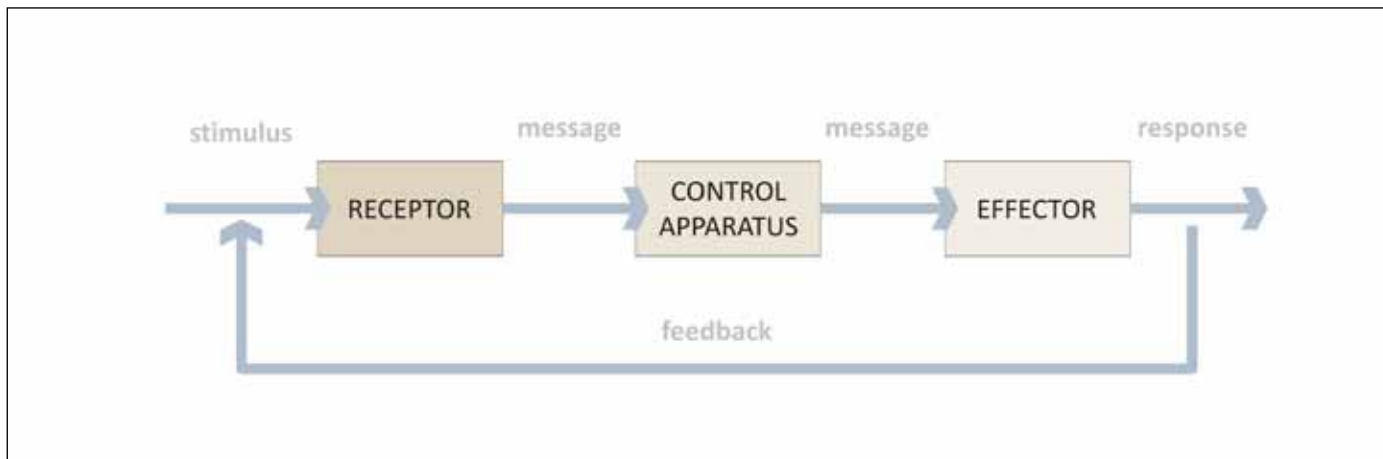 stimulus
message
message
response
RECEPTOR
CONTROL
APPARATUS
EFFECTOR
feedback